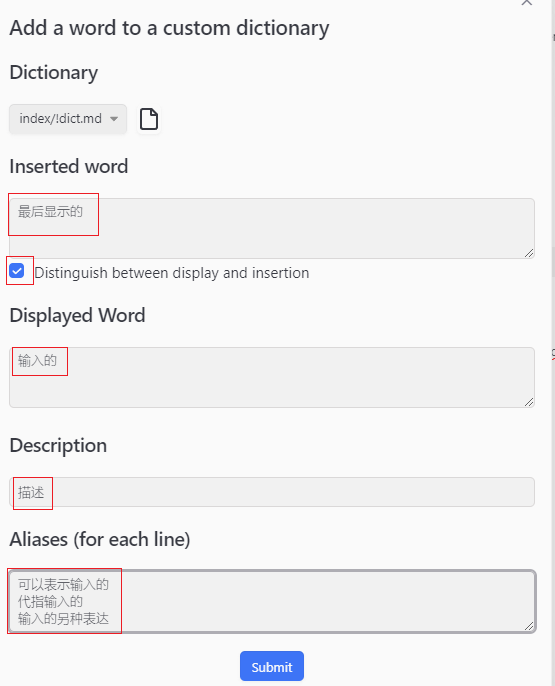 Add a word to a custom dictionary
Dictionary
index/!dict.md
Inserted word
最后显示的
Distinguish between display and insertion
Displayed Word
输入的
Description
描述
Aliases (for each line)
可以表示输入的
代指输入的
输入的另种表达
Submit